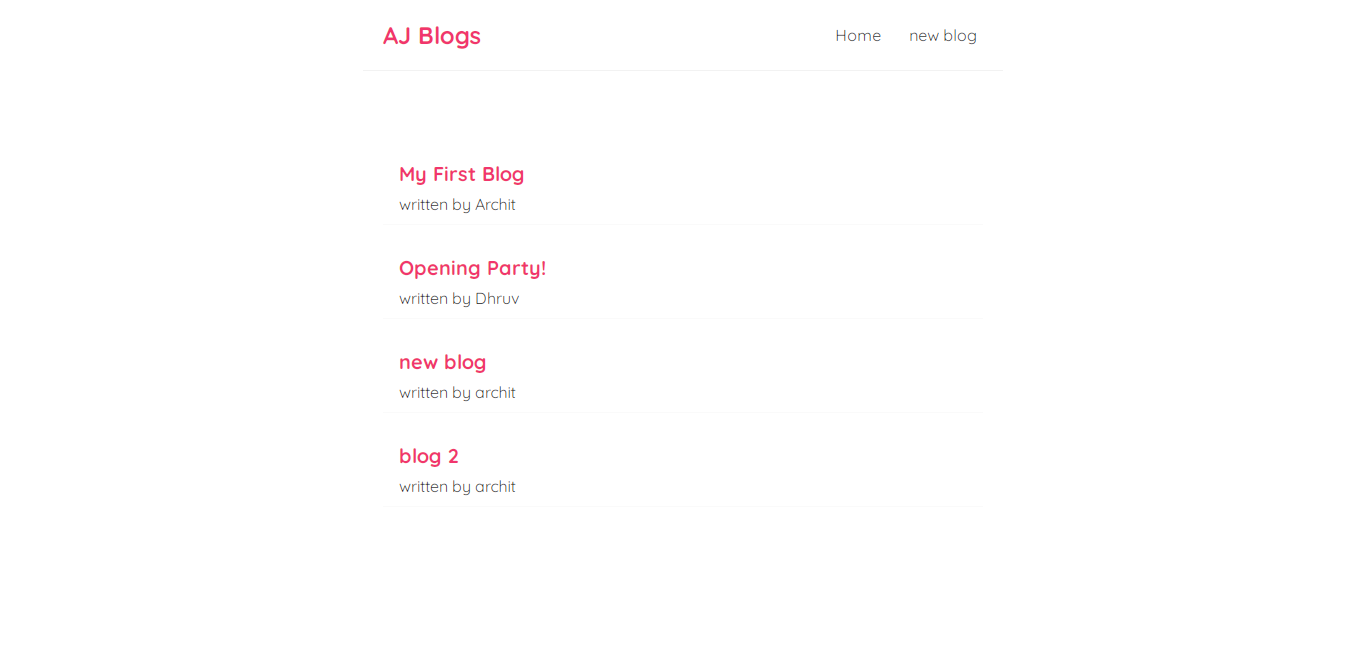 AJ Blogs
Home new blog
My First Blog
written by Archit
Opening Party!
written by Dhruv
new blog
written by archit
blog 2
written by archit